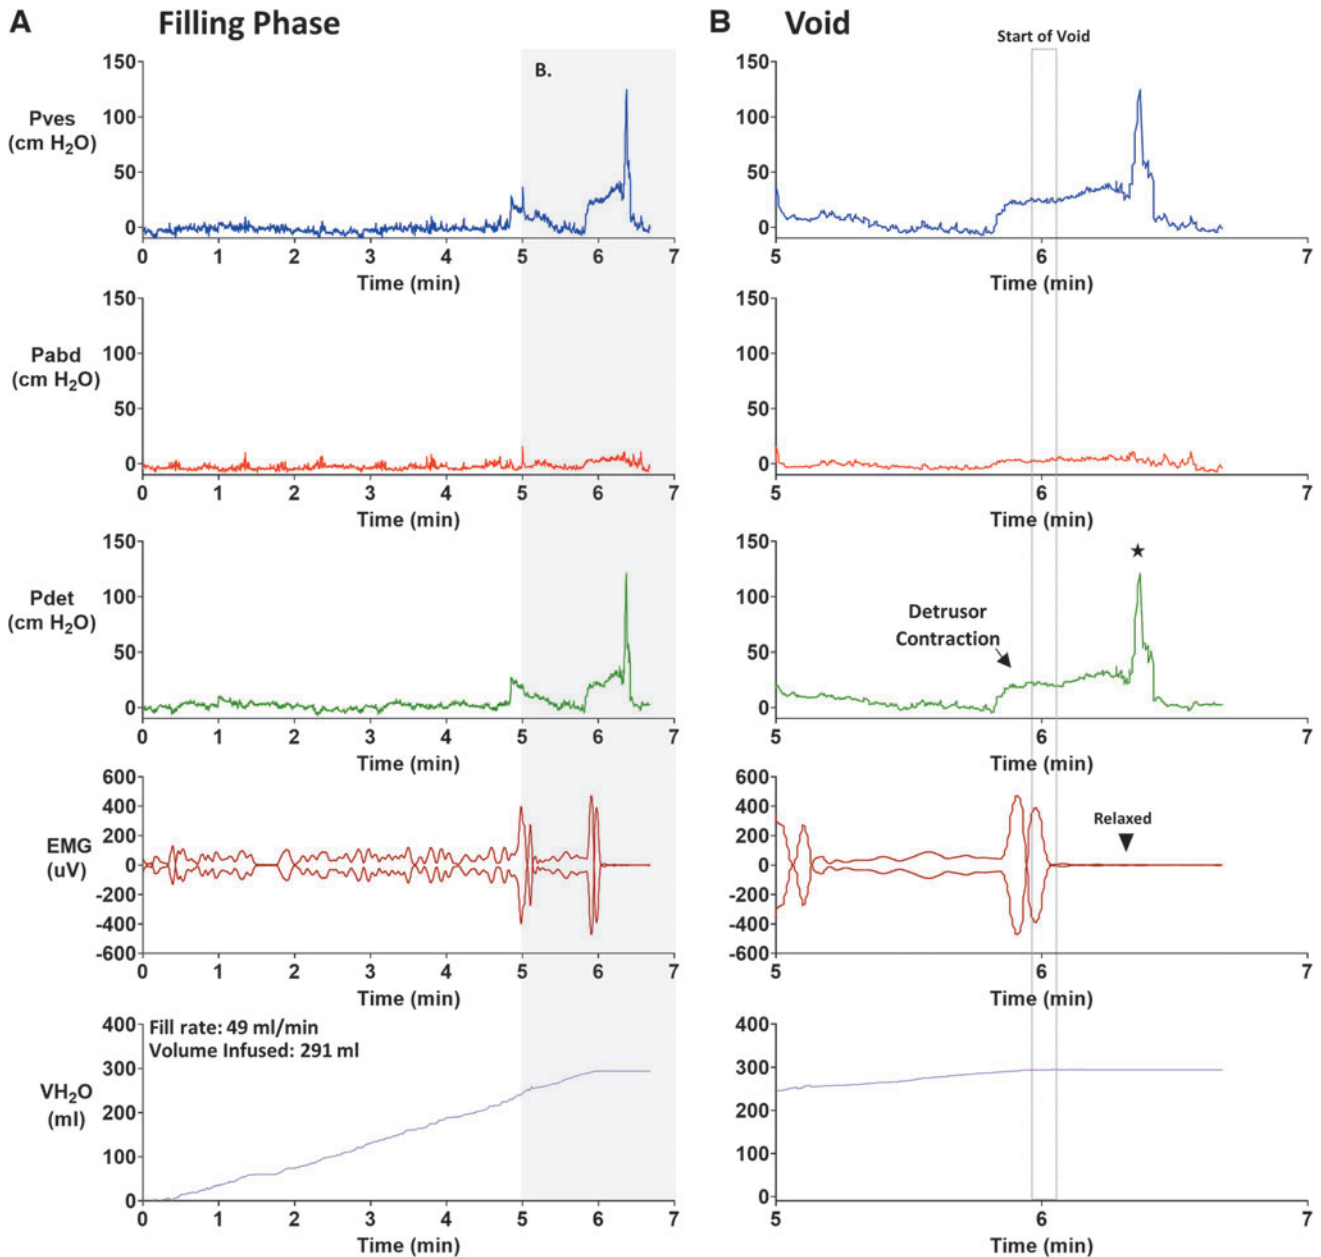 A Filling Phase
B Void
Start of Void
B.
150
100
50
0
Pves
(cm H₂O)
0 1 2 3 4 5 6 7
Time (min)
150
100
50
0
5 6 7
Time (min)
150
100
50
0
Pabd
(cm H₂O)
0 1 2 3 4 5 6 7
Time (min)
150
100
50
0
5 6 7
Time (min)
150
100
50
0
Pdet
(cm H₂O)
0 1 2 3 4 5 6 7
Time (min)
150
100
50
0
★
Detrusor
Contraction
5 6 7
Time (min)
600
400
200
0
-200
-400
-600
EMG
(uV)
0 1 2 3 4 5 6 7
Time (min)
600
400
200
0
-200
-400
-600
Relaxed
5 6 7
Time (min)
400
300
200
100
0
VH₂O
(ml)
Fill rate: 49 ml/min
Volume Infused: 291 ml
0 1 2 3 4 5 6 7
Time (min)
400
300
200
100
0
5 6 7
Time (min)